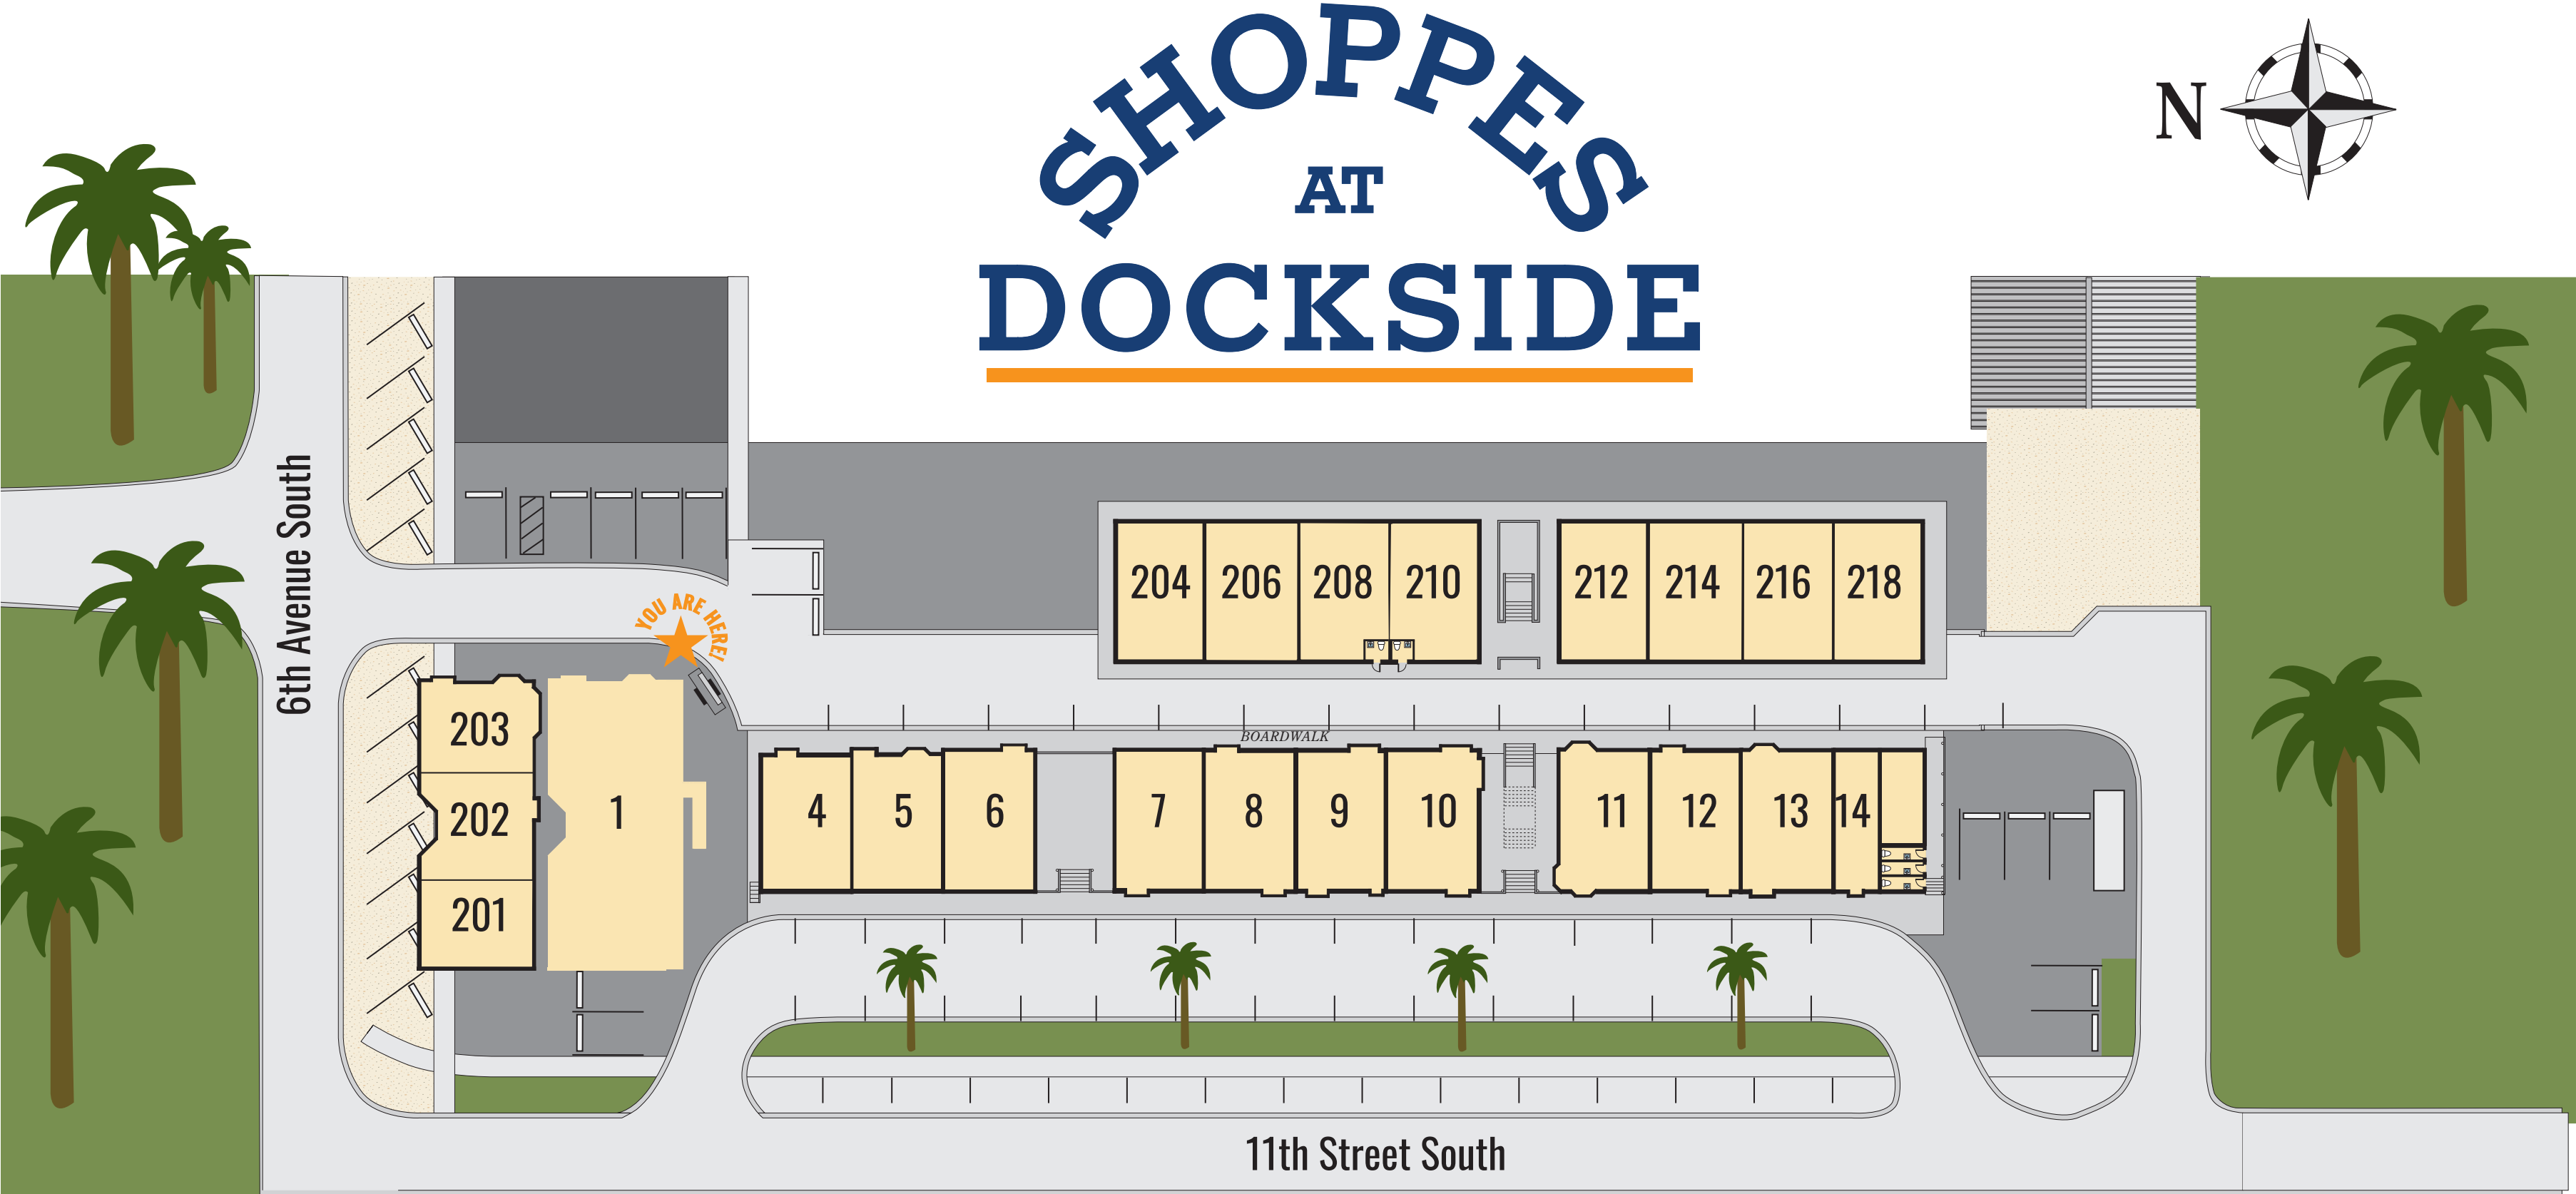 SHOPPES
AT
DOCKSIDE
N
6th Avenue South
YOU ARE HERE!
204 206 208 210 212 214 216 218
BOARDWALK
203
202
201
1
4 5 6 7 8 9 10 11 12 13 14
11th Street South